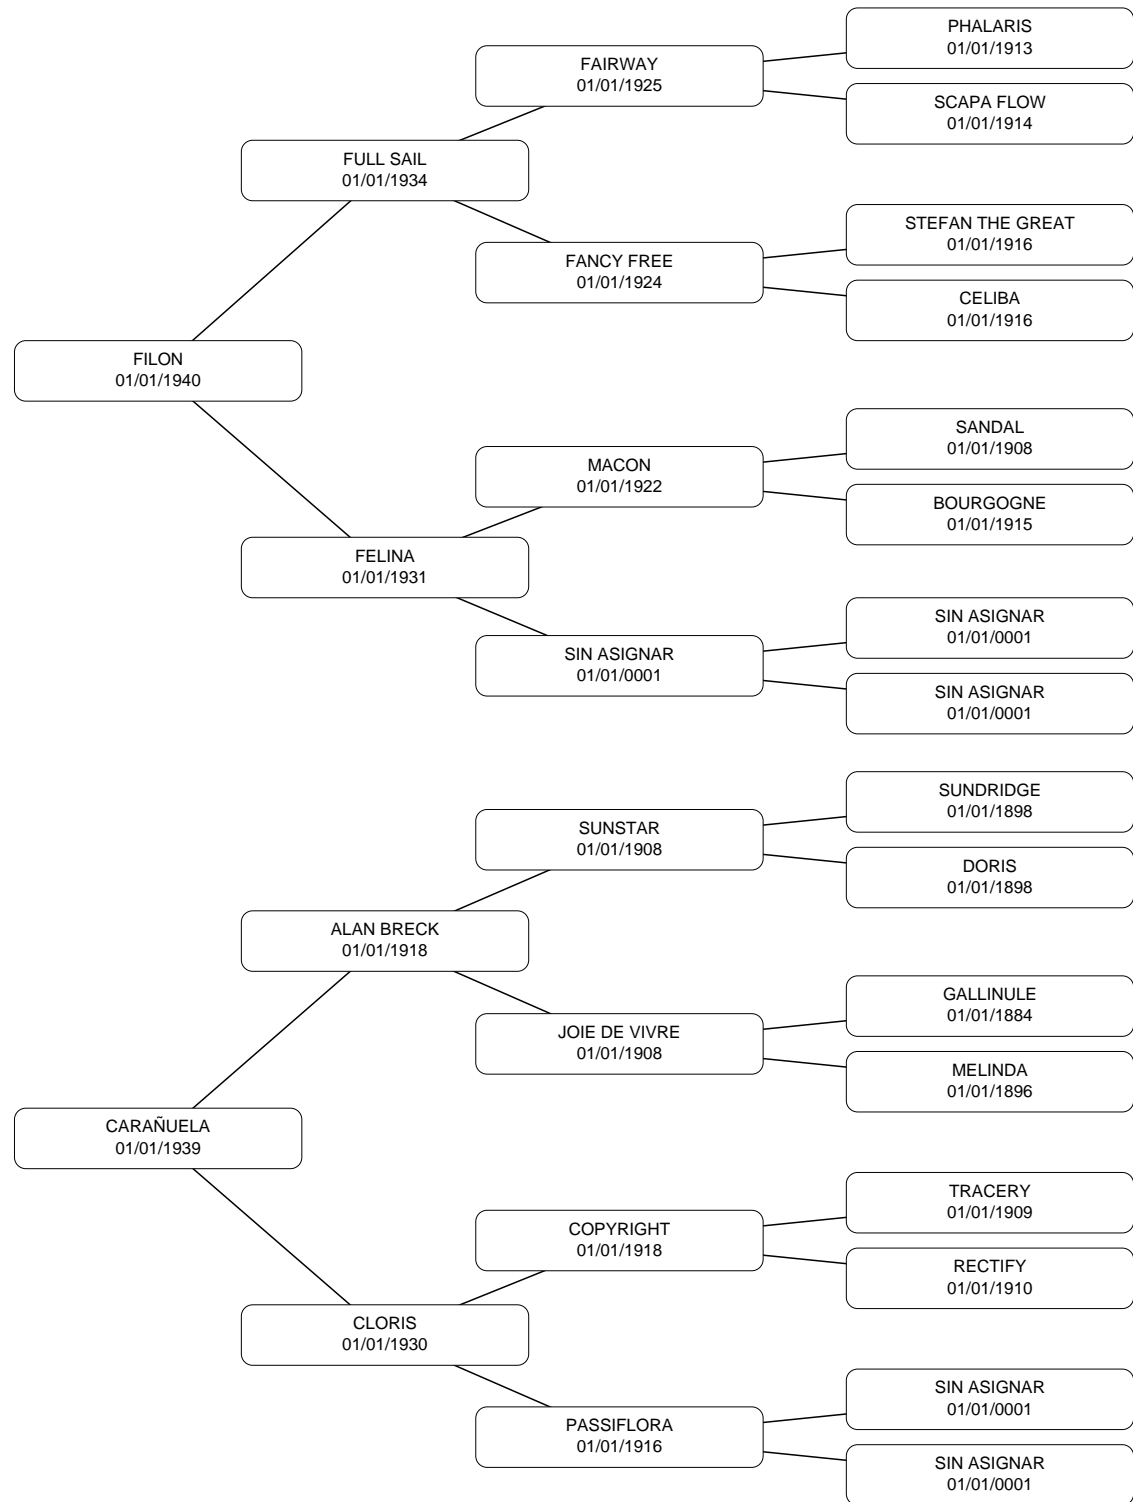 PHALARIS
01/01/1913
FAIRWAY
01/01/1925
SCAPA FLOW
01/01/1914
FULL SAIL
01/01/1934
STEFAN THE GREAT
01/01/1916
FANCY FREE
01/01/1924
CELIBA
01/01/1916
FILON
01/01/1940
SANDAL
01/01/1908
MACON
01/01/1922
BOURGOGNE
01/01/1915
FELINA
01/01/1931
SIN ASIGNAR
01/01/0001
SIN ASIGNAR
01/01/0001
SIN ASIGNAR
01/01/0001
SUNDRIDGE
01/01/1898
SUNSTAR
01/01/1908
DORIS
01/01/1898
ALAN BRECK
01/01/1918
GALLINULE
01/01/1884
JOIE DE VIVRE
01/01/1908
MELINDA
01/01/1896
CARAÑUELA
01/01/1939
TRACERY
01/01/1909
COPYRIGHT
01/01/1918
RECTIFY
01/01/1910
CLORIS
01/01/1930
SIN ASIGNAR
01/01/0001
PASSIFLORA
01/01/1916
SIN ASIGNAR
01/01/0001